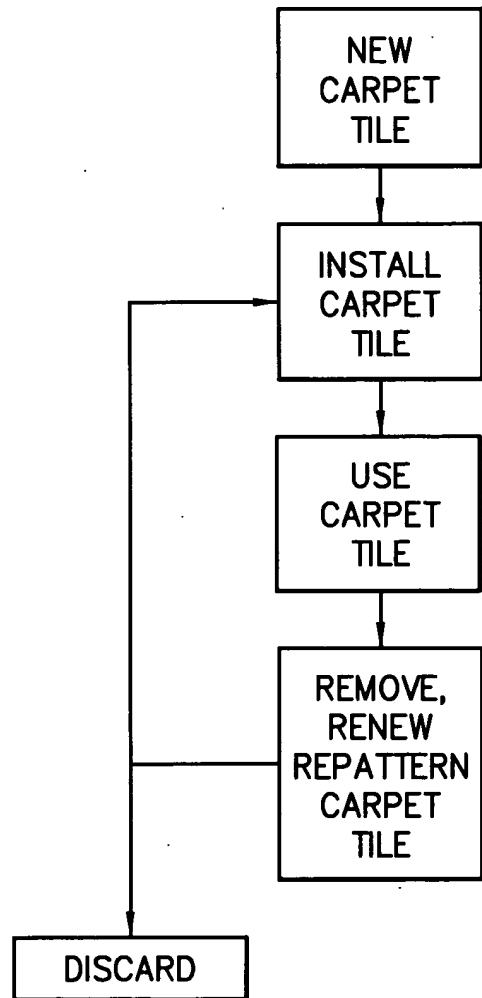 NEW
CARPET
TILE
INSTALL
CARPET
TILE
USE
CARPET
TILE
REMOVE,
RENEW
REPATTERN
CARPET
TILE
DISCARD